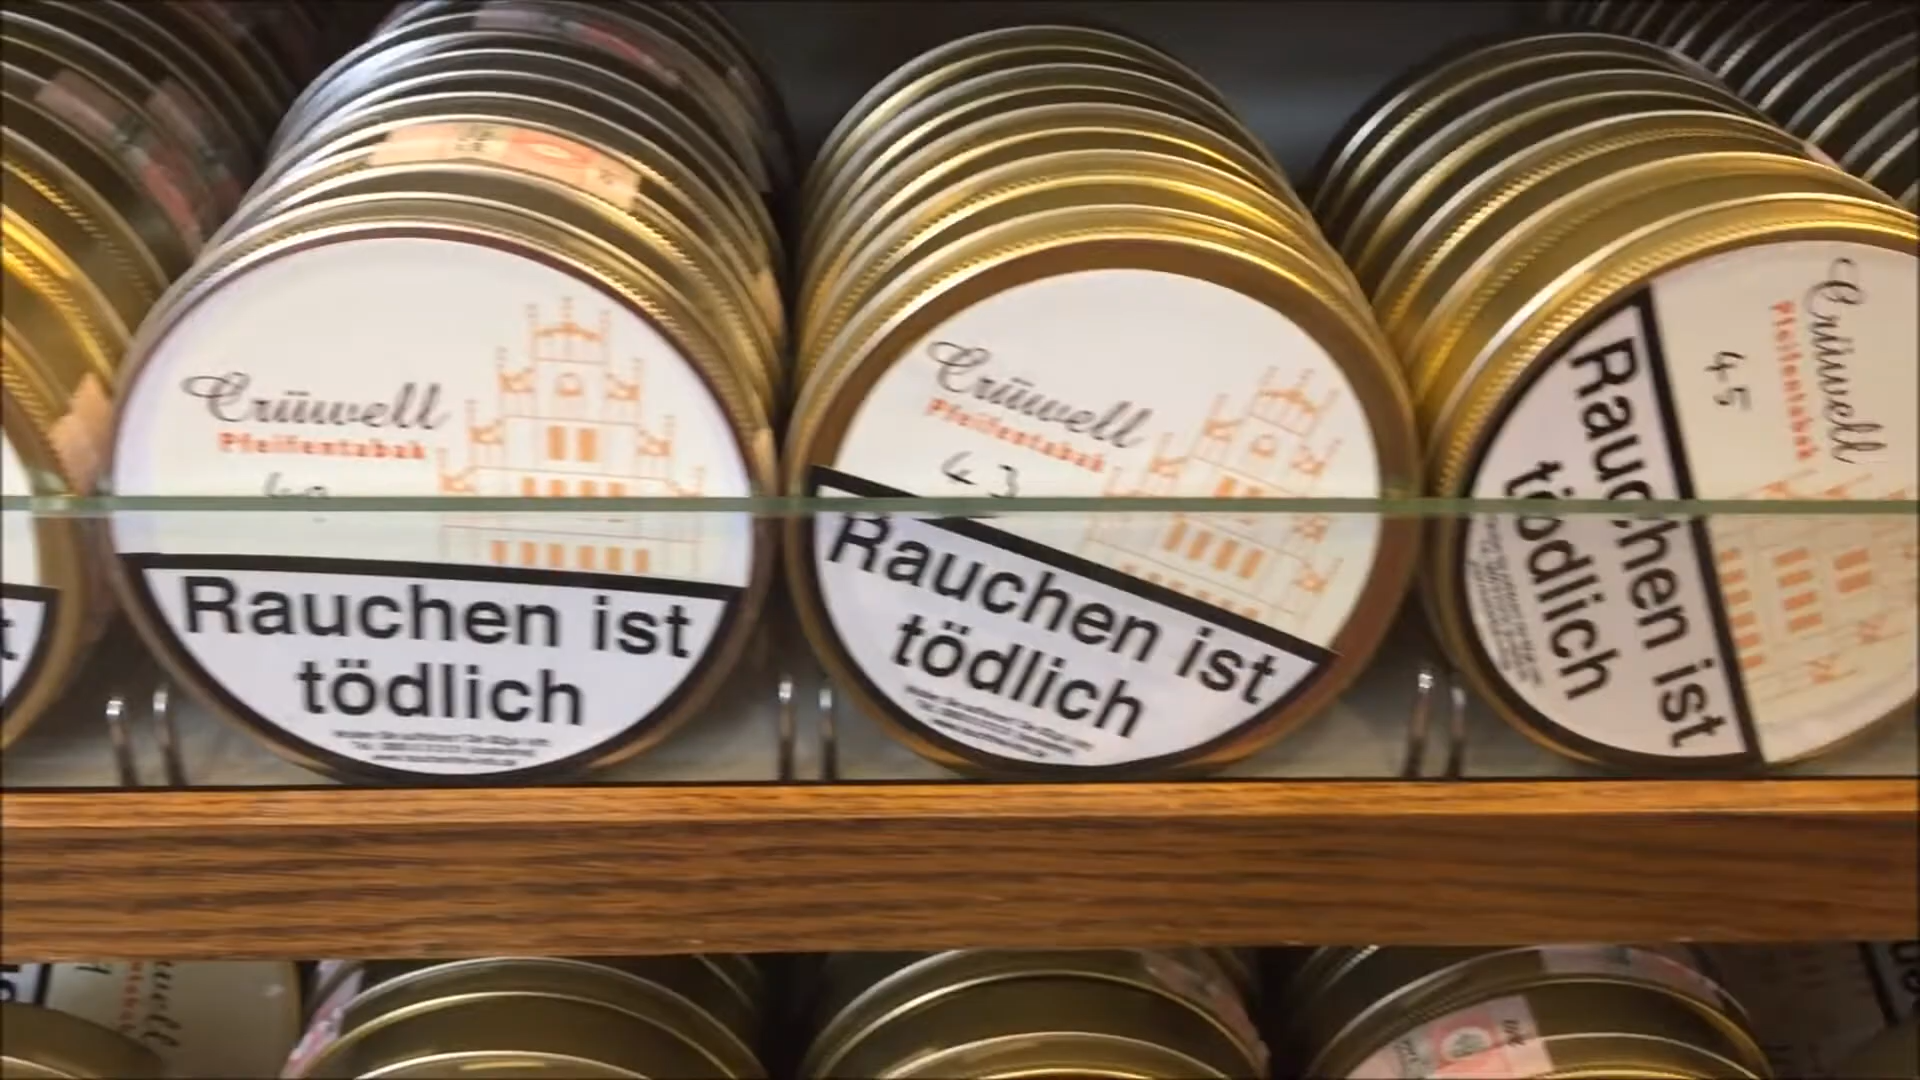 Crüwell
Pfeifentabak
Rauchen ist
tödlich
Crüwell
Pfeifentabak
43
Rauchen ist
tödlich
Crüwell
Pfeifentabak
45
Rauchen ist
tödlich